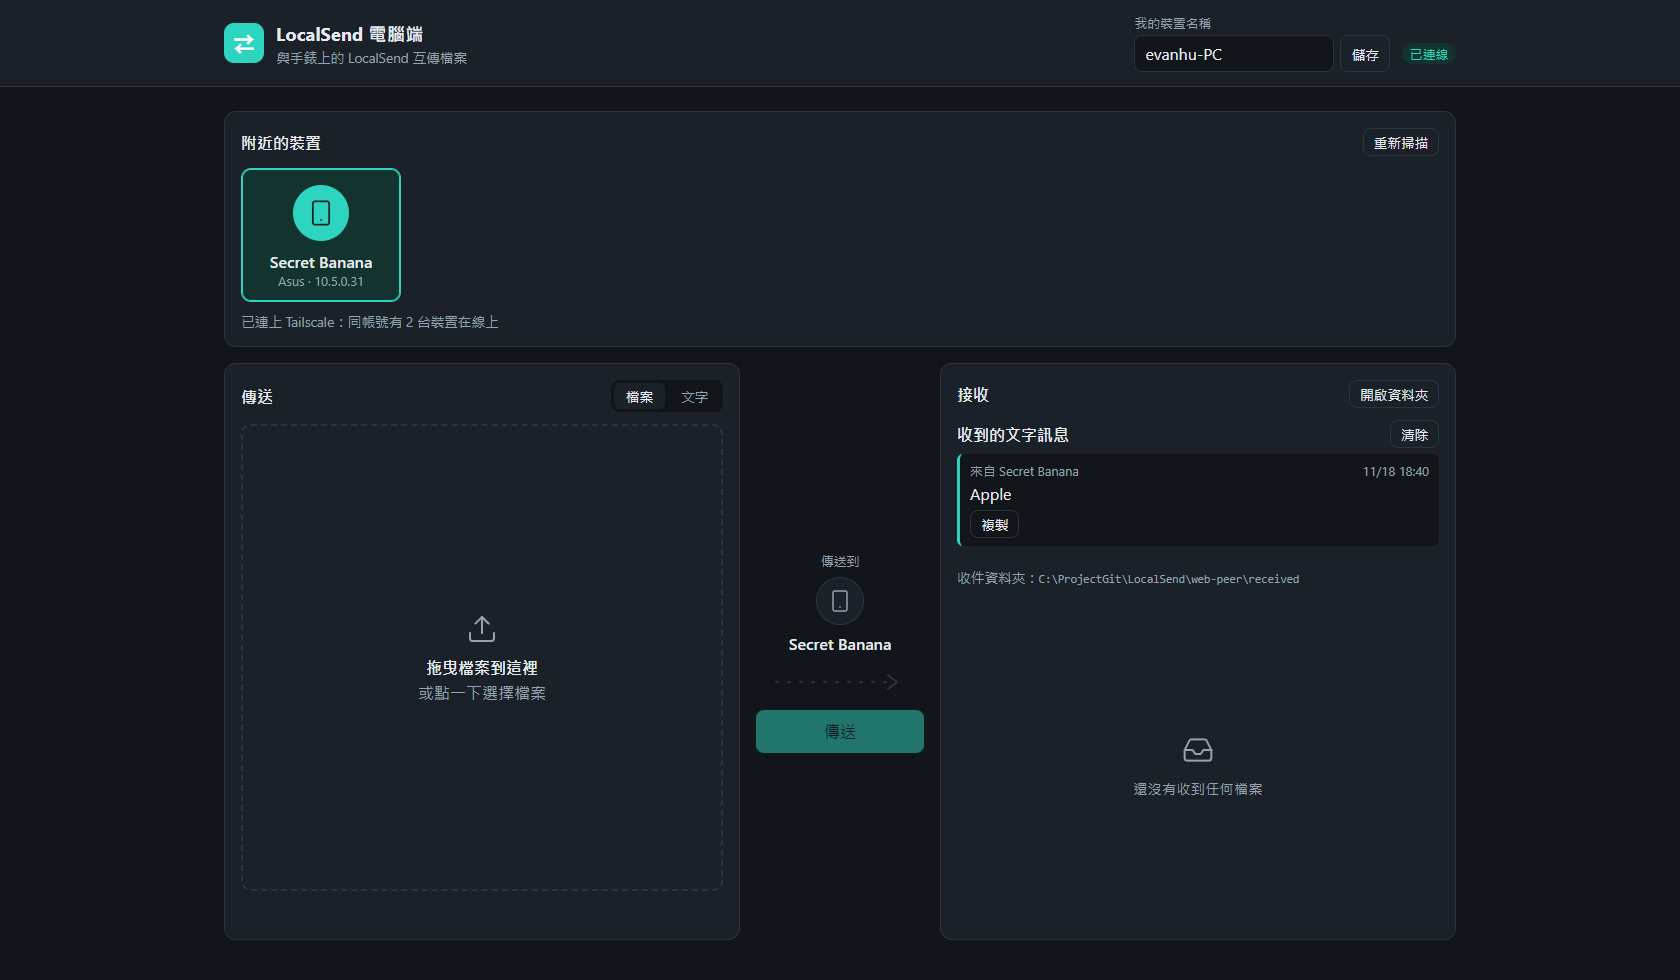 LocalSend 電腦端
與手錶上的 LocalSend 互傳檔案
我的裝置名稱
evanhu-PC
儲存
已連線
附近的裝置
重新掃描
Secret Banana
Asus · 10.5.0.31
已連上 Tailscale：同帳號有 2 台裝置在線上
傳送
檔案
文字
拖曳檔案到這裡
或點一下選擇檔案
傳送到
Secret Banana
傳送
接收
開啟資料夾
收到的文字訊息
清除
來自 Secret Banana
11/18 18:40
Apple
複製
收件資料夾：C:\ProjectGit\LocalSend\web-peer\received
還沒有收到任何檔案